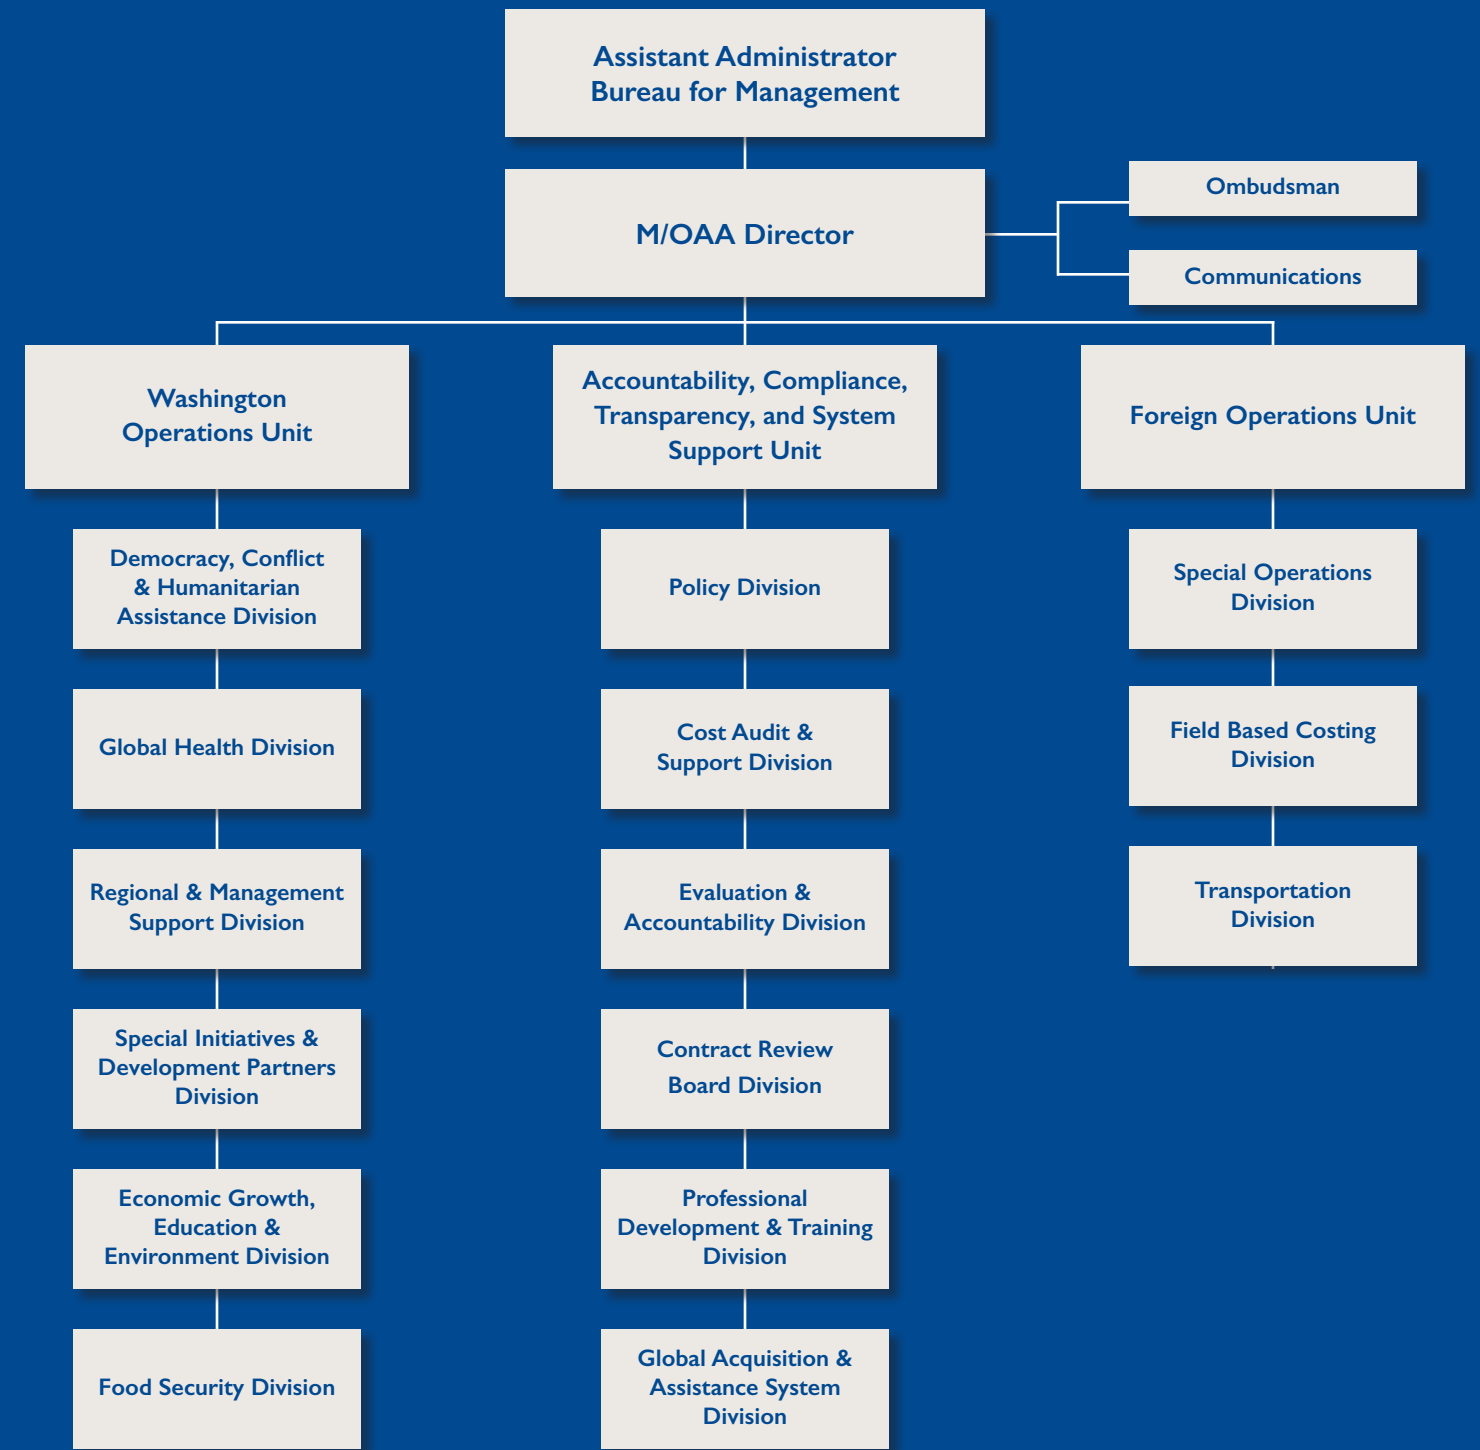 Assistant Administrator
Bureau for Management
M/OAA Director
Ombudsman
Communications
Washington
Operations Unit
Accountability, Compliance,
Transparency, and System
Support Unit
Foreign Operations Unit
Democracy, Conflict
& Humanitarian
Assistance Division
Global Health Division
Regional & Management
Support Division
Special Initiatives &
Development Partners
Division
Economic Growth,
Education &
Environment Division
Food Security Division
Policy Division
Cost Audit &
Support Division
Evaluation &
Accountability Division
Contract Review
Board Division
Professional
Development & Training
Division
Global Acquisition &
Assistance System
Division
Special Operations
Division
Field Based Costing
Division
Transportation
Division